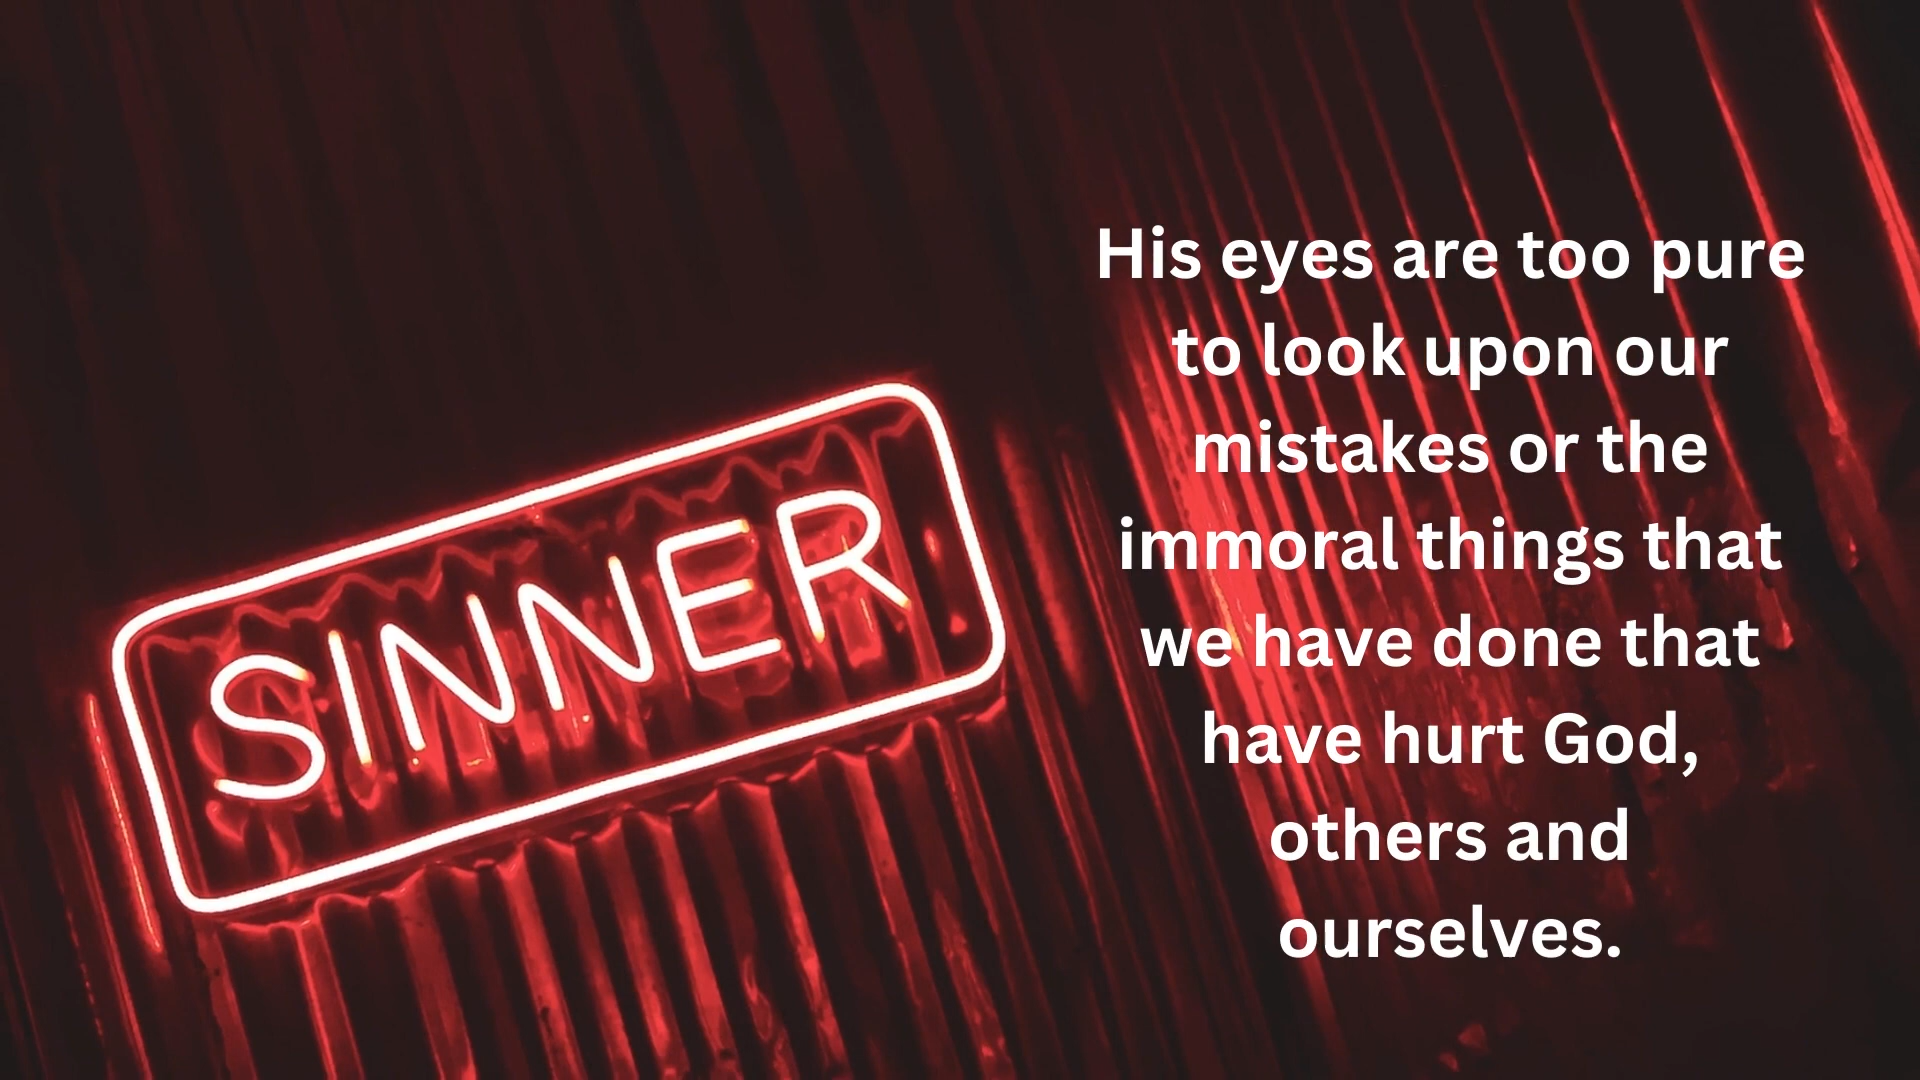 SINNER
His eyes are too pure
to look upon our
mistakes or the
immoral things that
we have done that
have hurt God,
others and
ourselves.